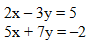 2x − 3y = 5
5x + 7y = −2